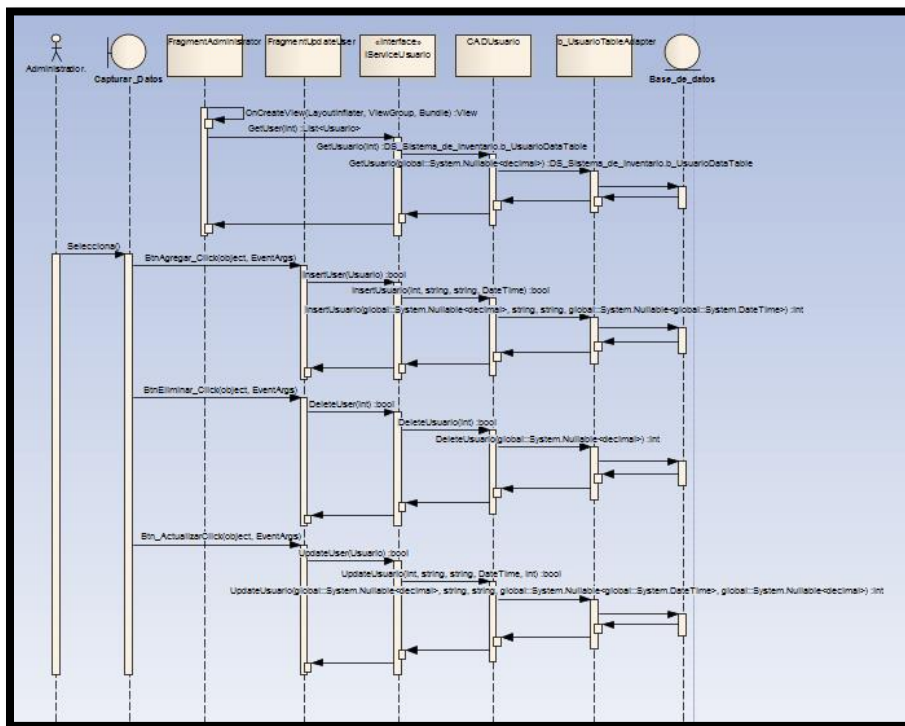 FragmentAdministrator
FragmentUpdateUser
«interface»
IServiceUsuario
CADUsuario
b_UsuarioTableAdapter
Administrador.
Capturar_Datos
Base_de_datos
OnCreateView(LayoutInflater, ViewGroup, Bundle) :View
GetUser(int) :List<Usuario>
GetUsuario(int) :DS_Sistema_de_Inventario.b_UsuarioDataTable
GetUsuario(global::System.Nullable<decimal>) :DS_Sistema_de_Inventario.b_UsuarioDataTable
Selecciona()
BtnAgregar_Click(object, EventArgs)
InsertUser(Usuario) :bool
InsertUsuario(int, string, string, DateTime) :bool
InsertUsuario(global::System.Nullable<decimal>, string, string, global::System.Nullable<global::System.DateTime>) :int
BtnEliminar_Click(object, EventArgs)
DeleteUser(int) :bool
DeleteUsuario(int) :bool
DeleteUsuario(global::System.Nullable<decimal>) :int
Btn_ActualizarClick(object, EventArgs)
UpdateUser(Usuario) :bool
UpdateUsuario(int, string, string, DateTime, int) :bool
UpdateUsuario(global::System.Nullable<decimal>, string, string, global::System.Nullable<global::System.DateTime>, global::System.Nullable<decimal>) :int